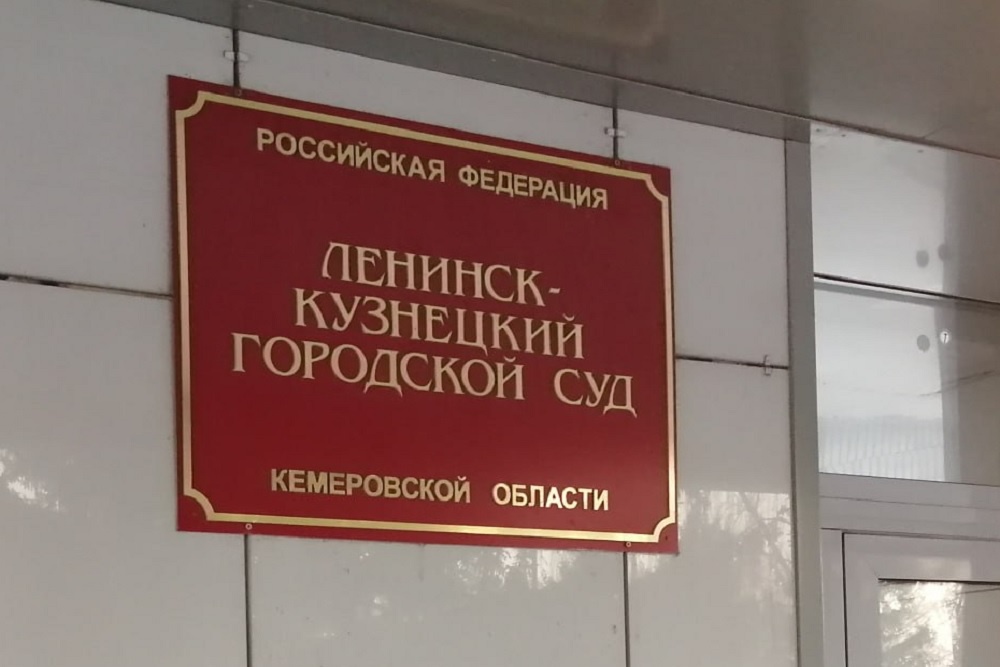 РОССИЙСКАЯ ФЕДЕРАЦИЯ
ЛЕНИНСК-
КУЗНЕЦКИЙ
ГОРОДСКОЙ СУД
КЕМЕРОВСКОЙ ОБЛАСТИ